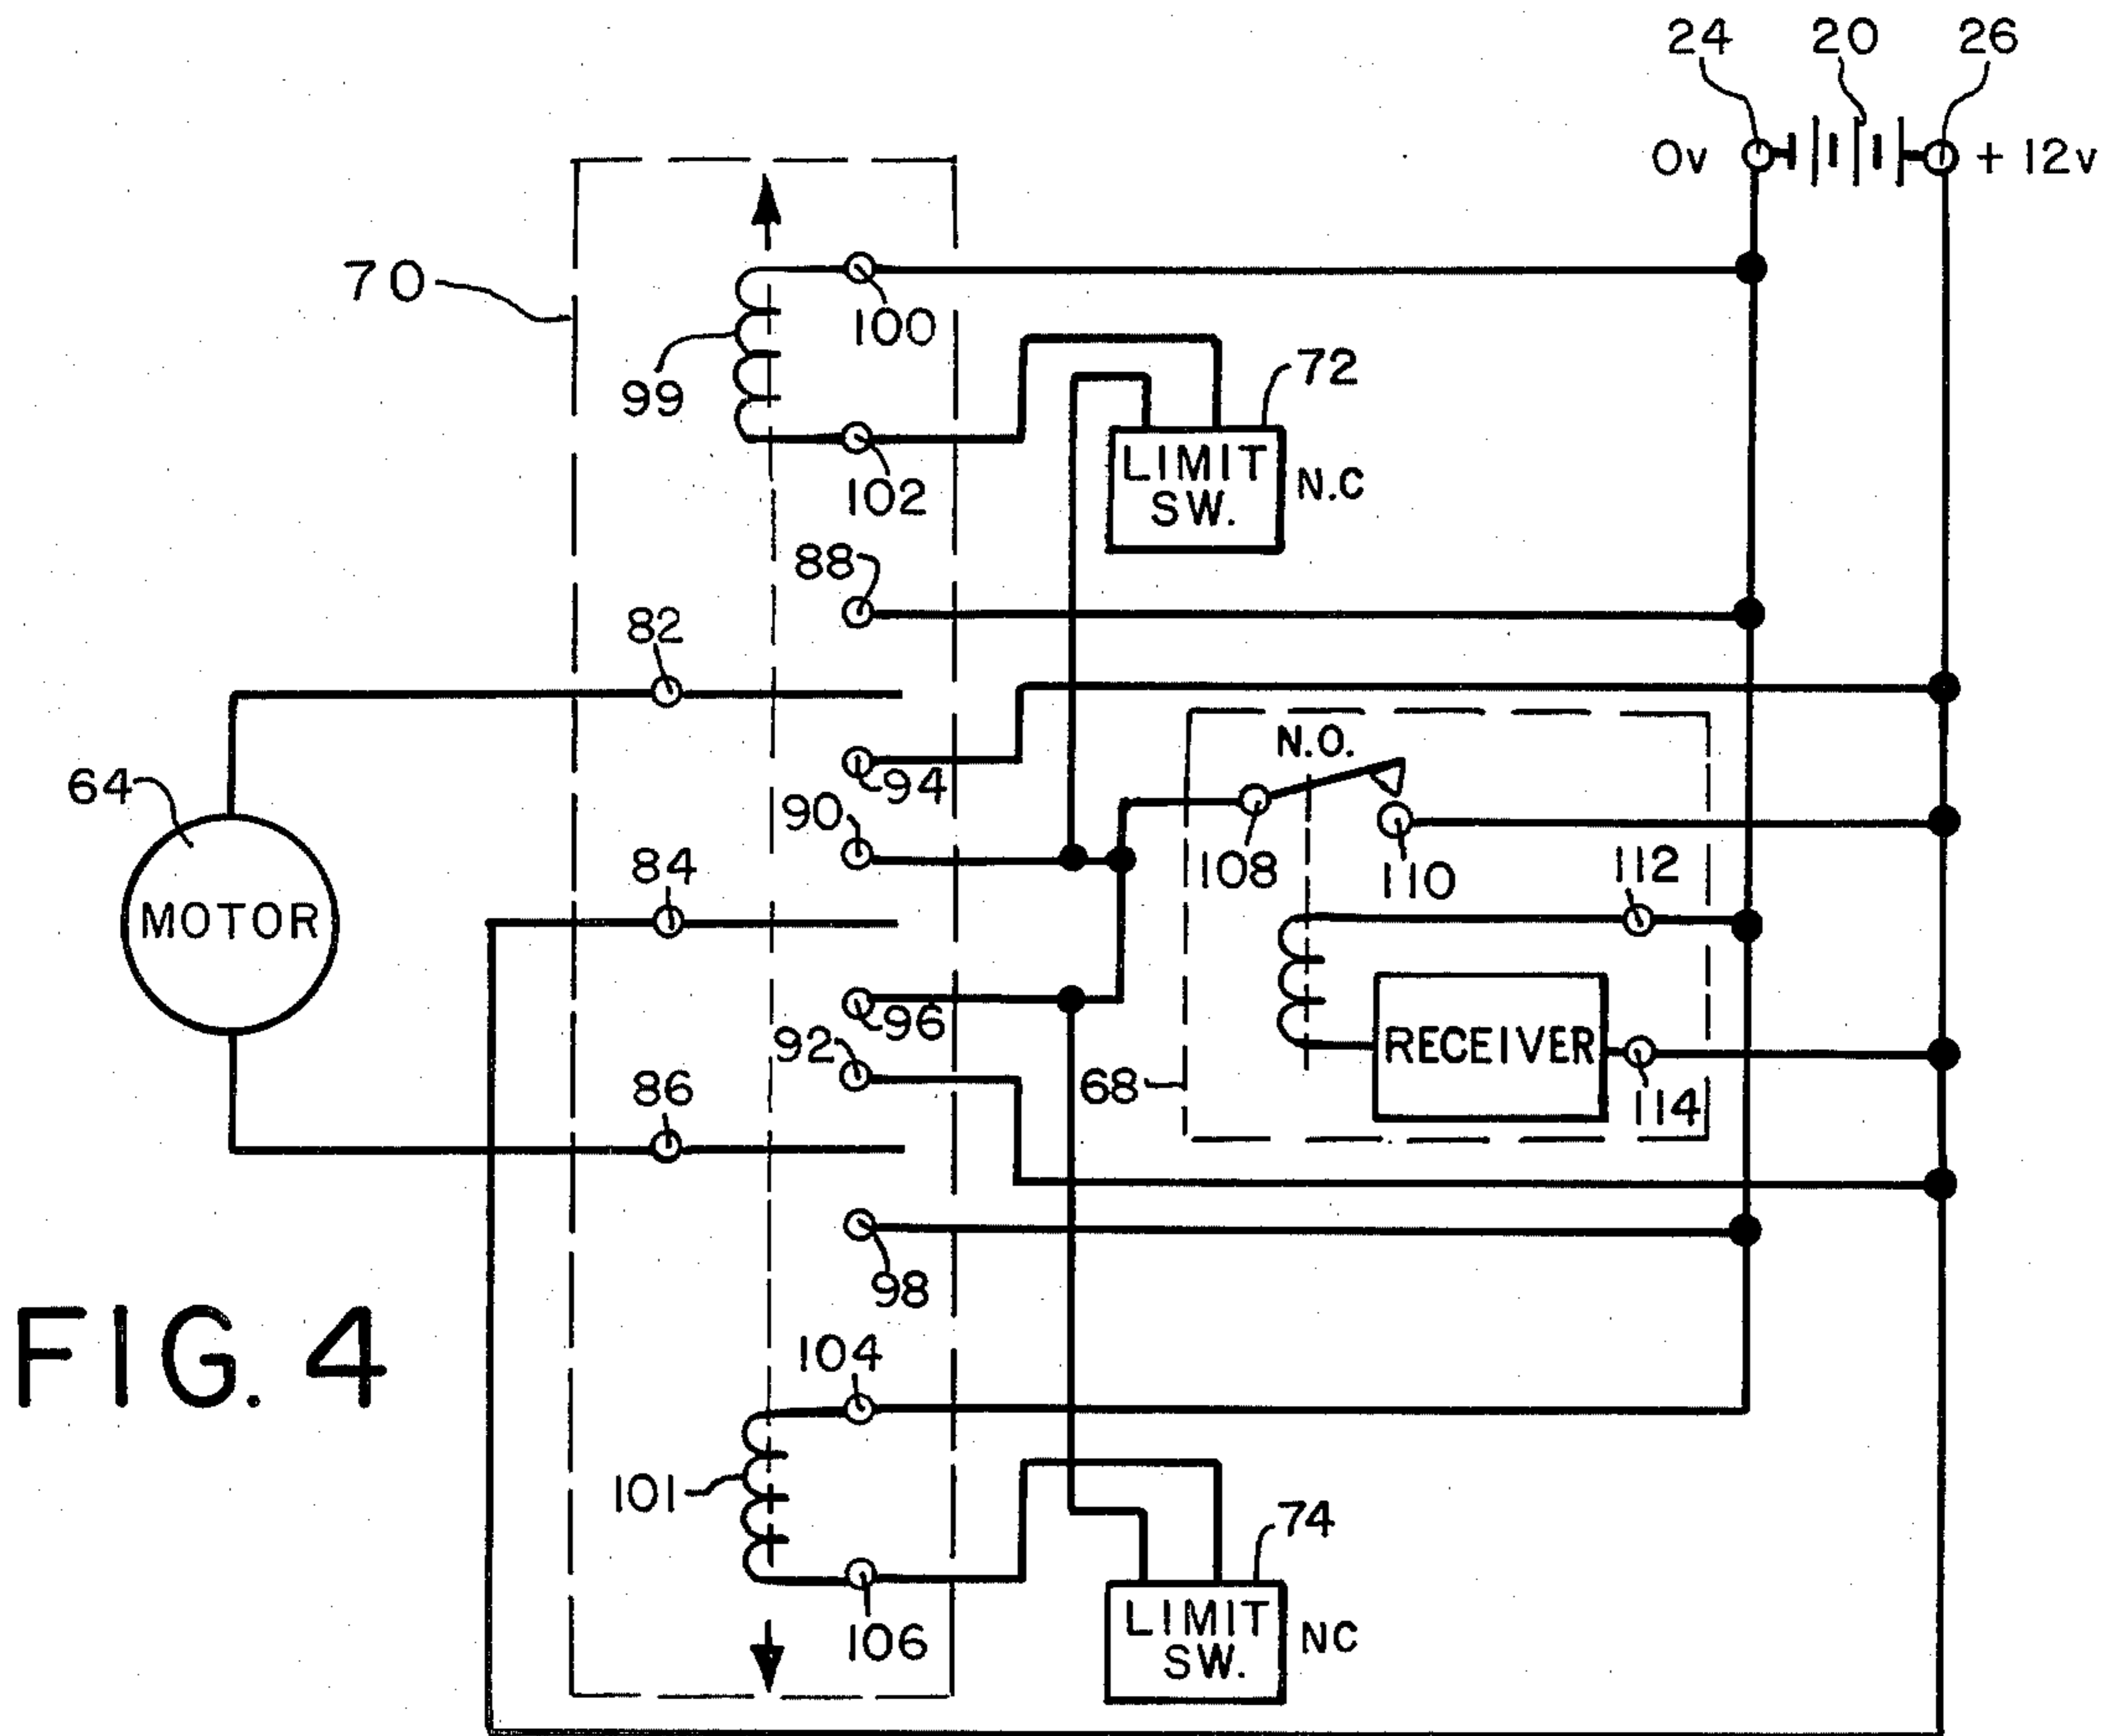 24 20 26
0v + 12v
70
100
99
72
LIMIT
SW.
N.C
102
88
82
94
N.O.
64
90
108
110
112
MOTOR
84
96
92
RECEIVER
68
114
86
98
FIG. 4
104
101
74
106
LIMIT
SW.
NC